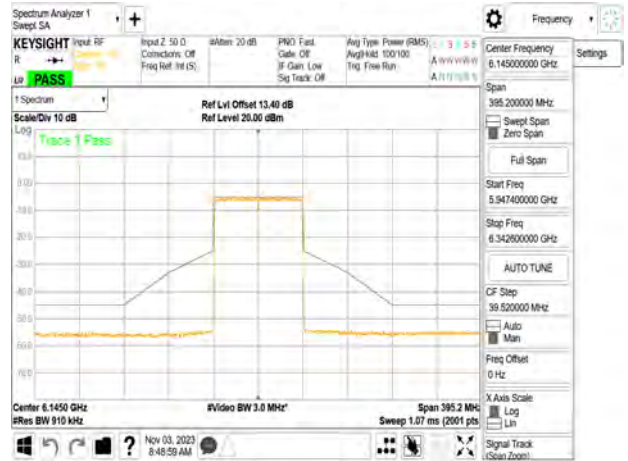 Spectrum Analyzer 1
Swept SA
Frequency
KEYSIGHT
Input: RF
Input Z: 50 Ω
#Atten: 20 dB
PNO: Fast
Avg Type: Power (RMS)
Corrections: Off
Gate: Off
Avg|Hold: 100/100
Freq Ref: Int (S)
IF Gain: Low
Trig: Free Run
Sig Track: Off
PASS
Center Frequency
6.145000000 GHz
Settings
Span
395.200000 MHz
Swept Span
Zero Span
Full Span
Start Freq
5.947400000 GHz
Stop Freq
6.342600000 GHz
AUTO TUNE
CF Step
39.520000 MHz
Auto
Man
Freq Offset
0 Hz
X Axis Scale
Log
Lin
Signal Track
(Span Zoom)
1 Spectrum
Scale/Div 10 dB
Ref Lvl Offset 13.40 dB
Ref Level 20.00 dBm
Log
Trace 1 Pass
Center 6.1450 GHz
#Video BW 3.0 MHz*
Span 395.2 MHz
#Res BW 910 kHz
Sweep 1.07 ms (2001 pts)
Nov 03, 2023
8:48:59 AM